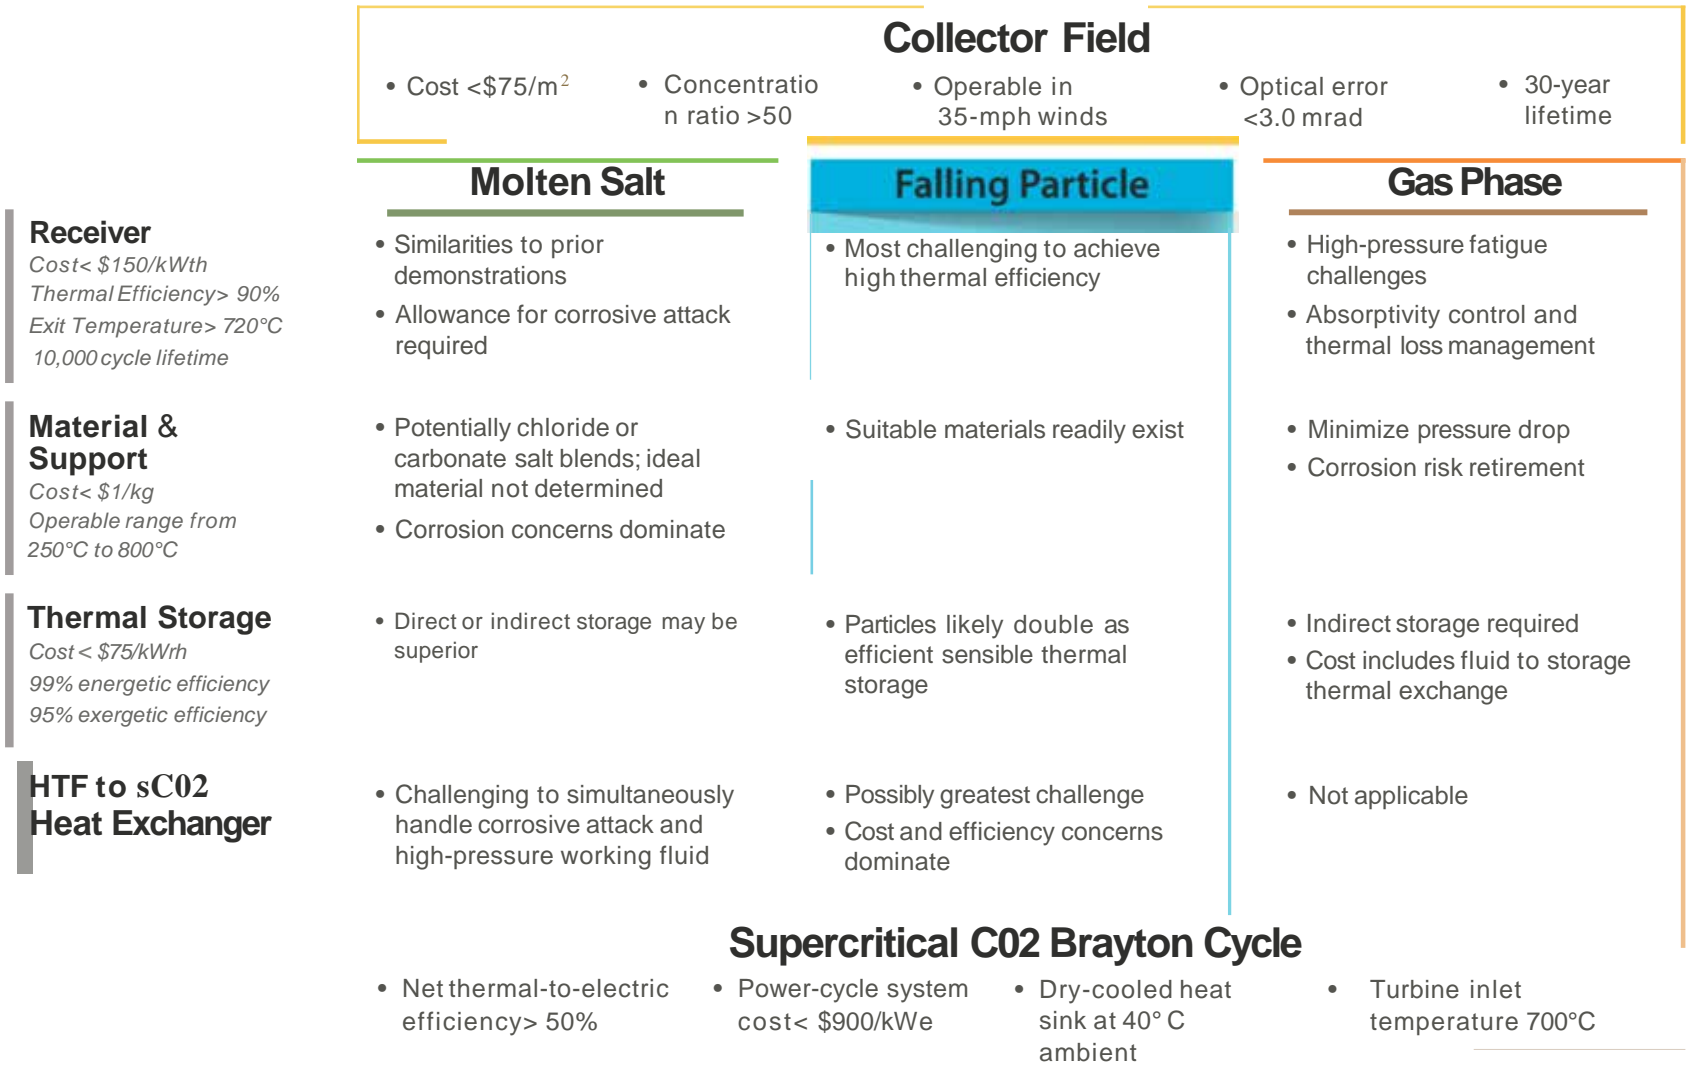 Collector Field
• Cost <$75/m2
• Concentratio
n ratio >50
• Operable in
35-mph winds
• Optical error
<3.0 mrad
• 30-year
lifetime
Molten Salt
Falling Particle
Gas Phase
Receiver
Cost< $150/kWth
Thermal Efficiency> 90%
Exit Temperature> 720°C
10,000 cycle lifetime
• Similarities to prior
demonstrations
• Allowance for corrosive attack
required
• Most challenging to achieve
high thermal efficiency
• High-pressure fatigue
challenges
• Absorptivity control and
thermal loss management
Material &
Support
Cost< $1/kg
Operable range from
250°C to 800°C
• Potentially chloride or
carbonate salt blends; ideal
material not determined
• Corrosion concerns dominate
• Suitable materials readily exist
• Minimize pressure drop
• Corrosion risk retirement
Thermal Storage
Cost < $75/kWrh
99% energetic efficiency
95% exergetic efficiency
• Direct or indirect storage may be
superior
• Particles likely double as
efficient sensible thermal
storage
• Indirect storage required
• Cost includes fluid to storage
thermal exchange
HTF to sC02
Heat Exchanger
• Challenging to simultaneously
handle corrosive attack and
high-pressure working fluid
• Possibly greatest challenge
• Cost and efficiency concerns
dominate
• Not applicable
Supercritical C02 Brayton Cycle
• Net thermal-to-electric
efficiency> 50%
• Power-cycle system
cost< $900/kWe
• Dry-cooled heat
sink at 40° C
ambient
• Turbine inlet
temperature 700°C